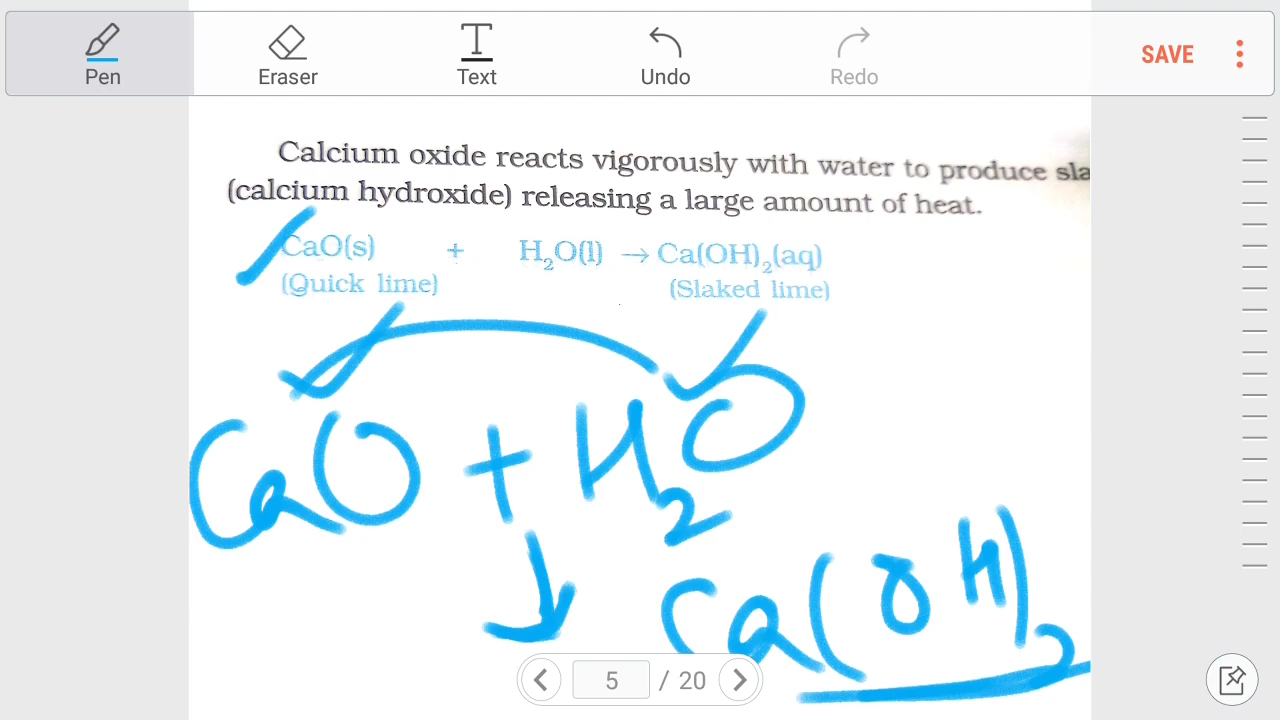 Pen Eraser Text Undo Redo SAVE
Calcium oxide reacts vigorously with water to produce sla
(calcium hydroxide) releasing a large amount of heat.
CaO(s) + H₂O(l) → Ca(OH)₂(aq)
(Quick lime) (Slaked lime)
CaO + H₂O
Ca(OH)₂
5 / 20